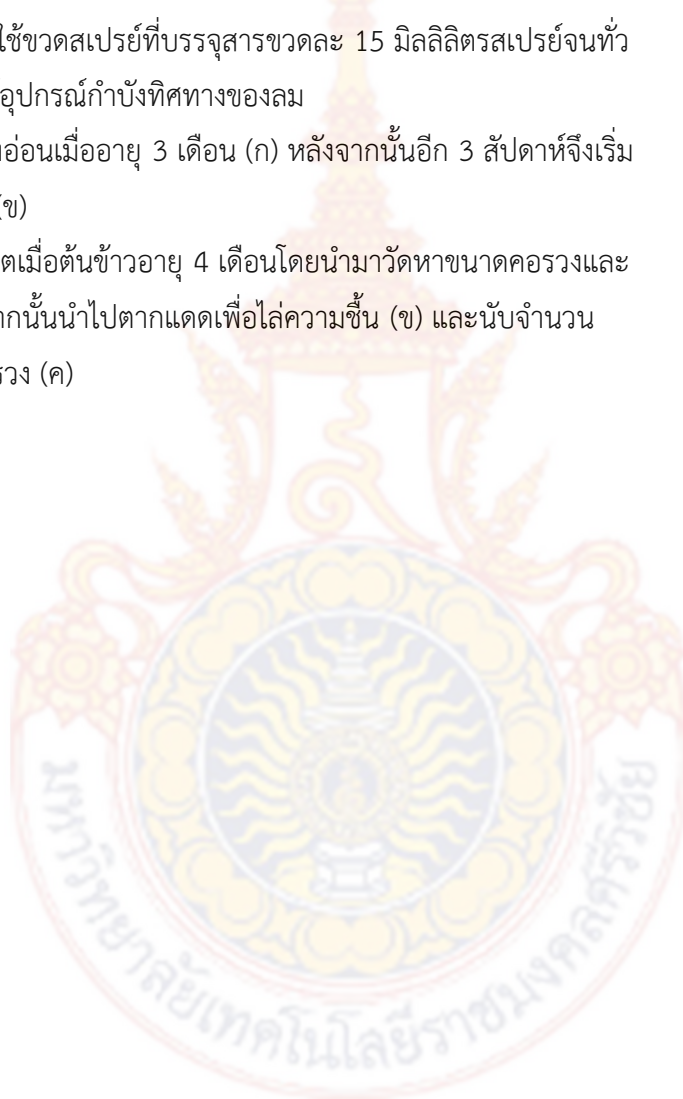 ใช้ขวดสเปรย์ที่บรรจุสารขวดละ 15 มิลลิลิตรสเปรย์จนทั่ว
อุปกรณ์กำบังทิศทางของลม
อ่อนเมื่ออายุ 3 เดือน (ก) หลังจากนั้นอีก 3 สัปดาห์จึงเริ่ม
(ข)
ตเมื่อต้นข้าวอายุ 4 เดือนโดยนำมาวัดหาขนาดคอรวงและ
ากนั้นนำไปตากแดดเพื่อไล่ความชื้น (ข) และนับจำนวน
รวง (ค)
มหาวิทยาลัยเทคโนโลยีราชมงคลศรีวิชัย